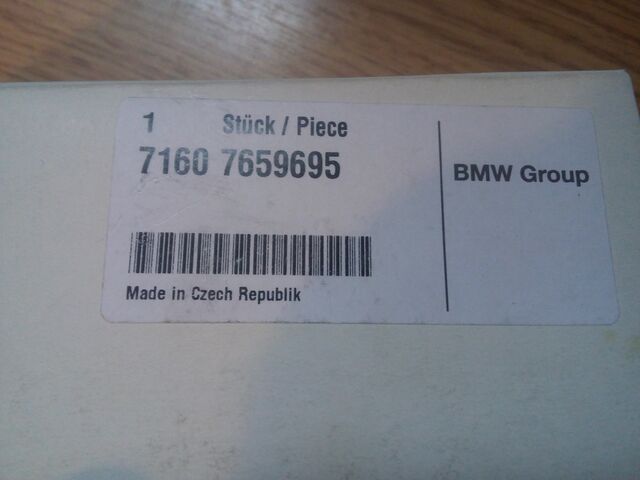 1 Stück / Piece
7160 7659695
BMW Group
Made in Czech Republik